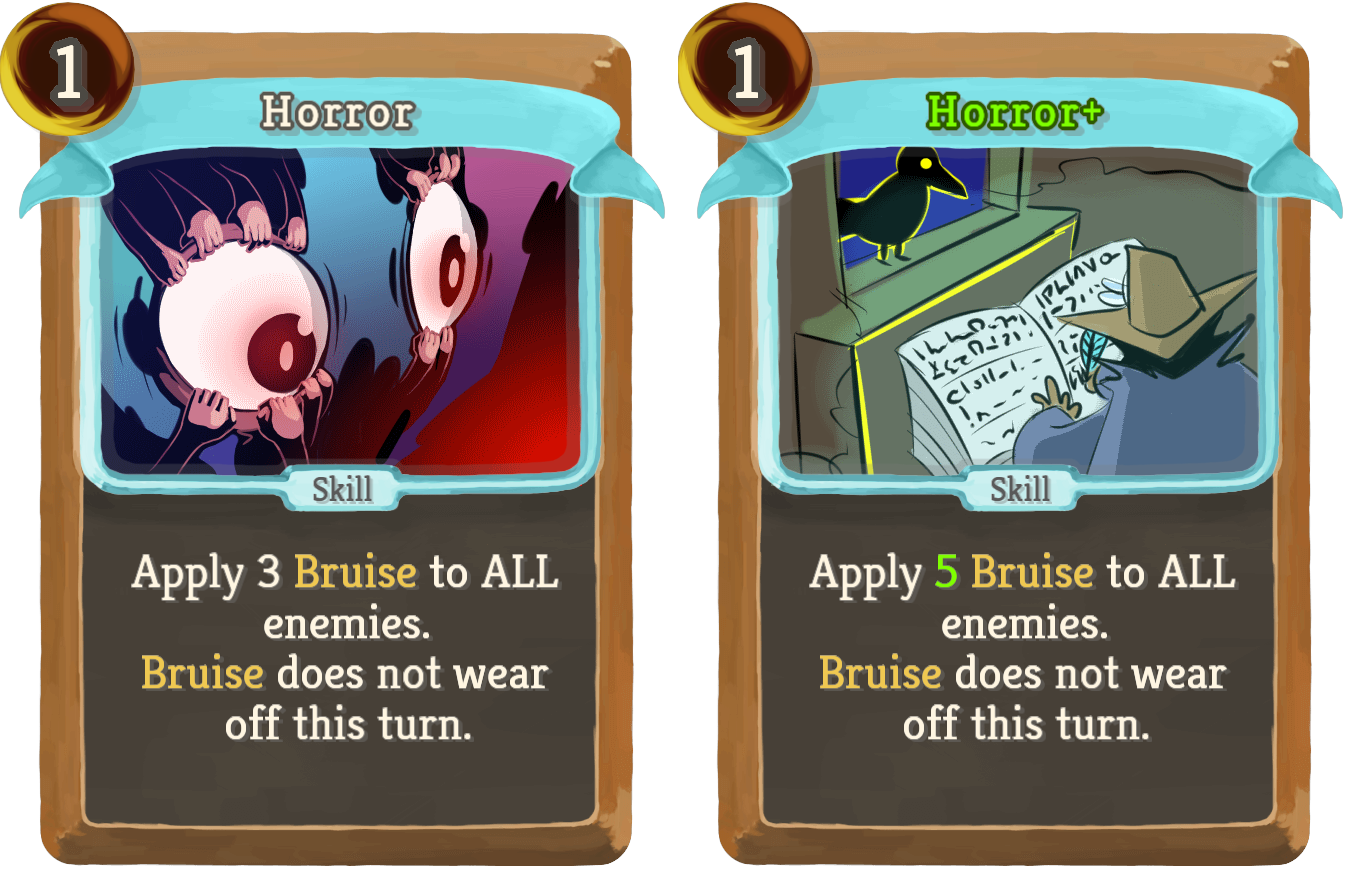 1
Horror
Skill
Apply 3 Bruise to ALL
enemies.
Bruise does not wear
off this turn.
1
Horror+
Skill
Apply 5 Bruise to ALL
enemies.
Bruise does not wear
off this turn.